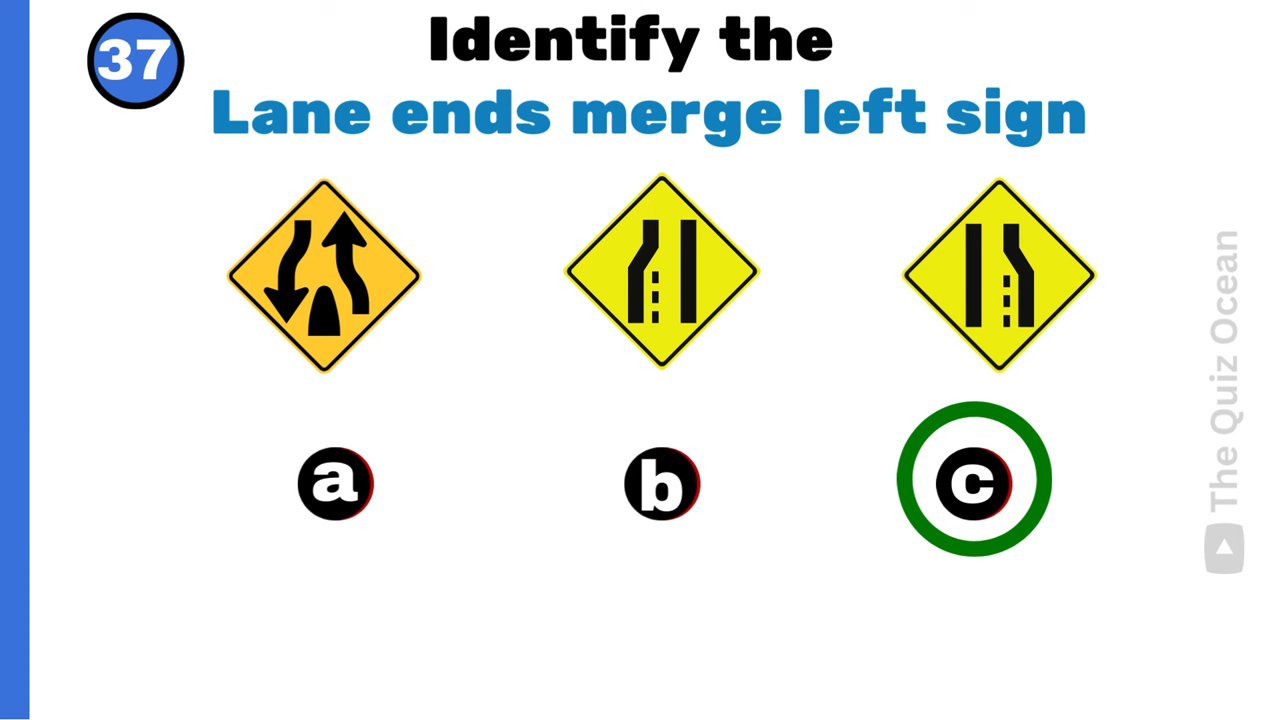 37
Identify the
Lane ends merge left sign
a
b
c
The Quiz Ocean